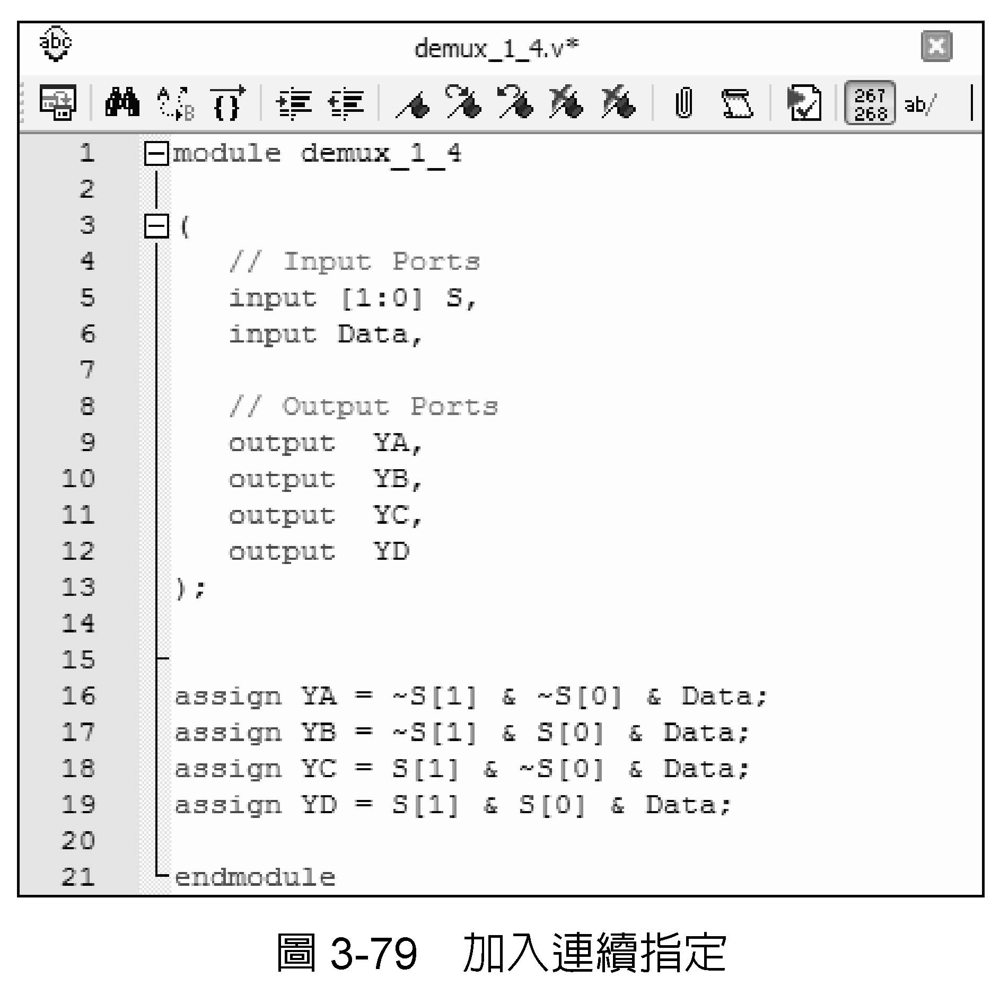 abc
demux_1_4.v*
A B {} 267 268 ab/
1 module demux_1_4
2
3 (
4 // Input Ports
5 input [1:0] S,
6 input Data,
7
8 // Output Ports
9 output YA,
10 output YB,
11 output YC,
12 output YD
13 );
14
15
16 assign YA = ~S[1] & ~S[0] & Data;
17 assign YB = ~S[1] & S[0] & Data;
18 assign YC = S[1] & ~S[0] & Data;
19 assign YD = S[1] & S[0] & Data;
20
21 endmodule
圖 3-79 加入連續指定